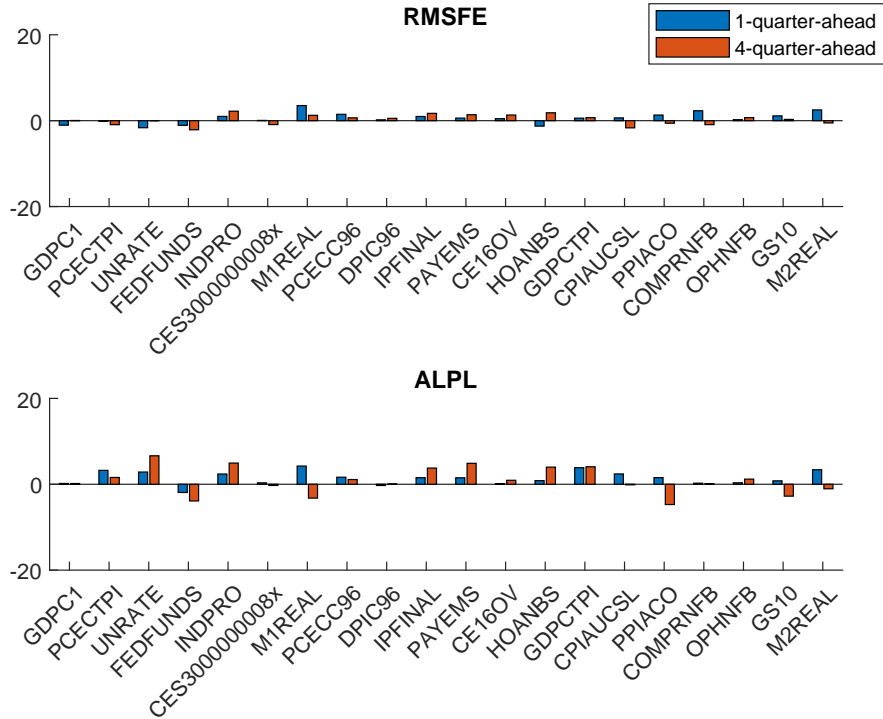 RMSFE
1-quarter-ahead
4-quarter-ahead
20
0
-20
GDPC1
PCECTPI
UNRATE
FEDFUNDS
INDPRO
CES3000000008x
M1REAL
PCECC96
DPIC96
IPFINAL
PAYEMS
CE16OV
HOANBS
GDPCTPI
CPIAUCSL
PPIACO
COMPRNFB
OPHNFB
GS10
M2REAL
ALPL
20
0
-20
GDPC1
PCECTPI
UNRATE
FEDFUNDS
INDPRO
CES3000000008x
M1REAL
PCECC96
DPIC96
IPFINAL
PAYEMS
CE16OV
HOANBS
GDPCTPI
CPIAUCSL
PPIACO
COMPRNFB
OPHNFB
GS10
M2REAL